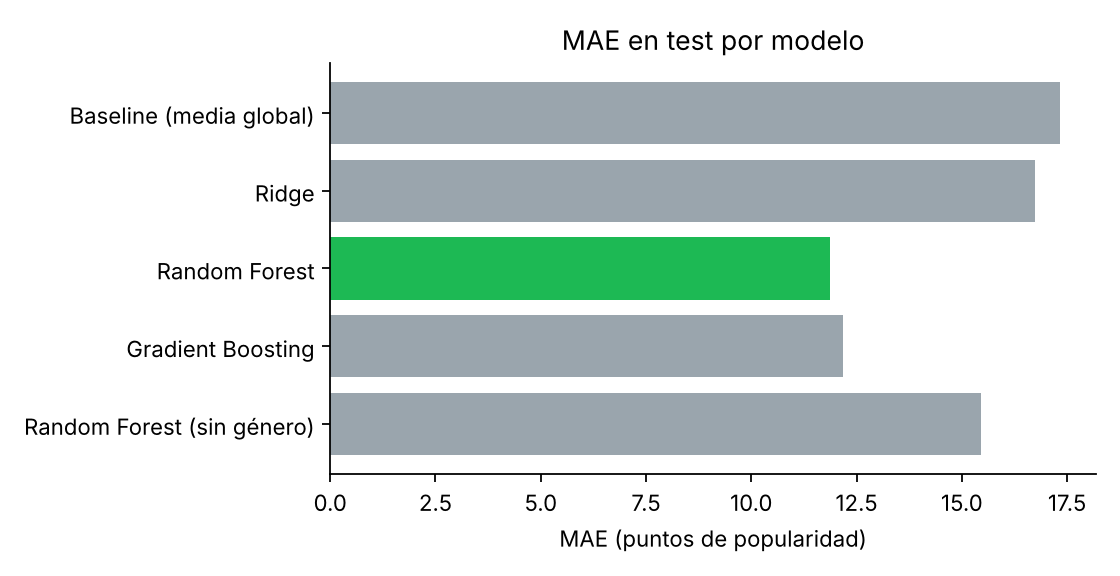 MAE en test por modelo
Baseline (media global)
Ridge
Random Forest
Gradient Boosting
Random Forest (sin género)
0.0 2.5 5.0 7.5 10.0 12.5 15.0 17.5
MAE (puntos de popularidad)